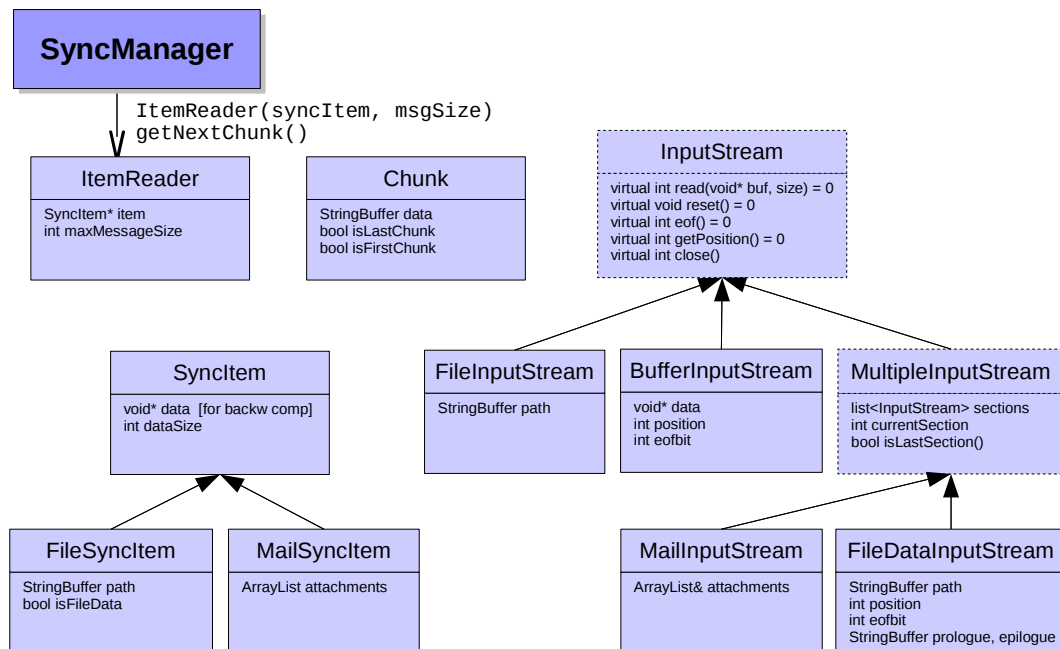 SyncManager
ItemReader(syncItem, msgSize)
getNextChunk()
ItemReader
SyncItem* item
int maxMessageSize
Chunk
StringBuffer data
bool isLastChunk
bool isFirstChunk
InputStream
virtual int read(void* buf, size) = 0
virtual void reset() = 0
virtual int eof() = 0
virtual int getPosition() = 0
virtual int close()
SyncItem
void* data  [for backw comp]
int dataSize
FileInputStream
StringBuffer path
BufferInputStream
void* data
int position
int eofbit
MultipleInputStream
list<InputStream> sections
int currentSection
bool isLastSection()
FileSyncItem
StringBuffer path
bool isFileData
MailSyncItem
ArrayList attachments
MailInputStream
ArrayList& attachments
FileDataInputStream
StringBuffer path
int position
int eofbit
StringBuffer prologue, epilogue